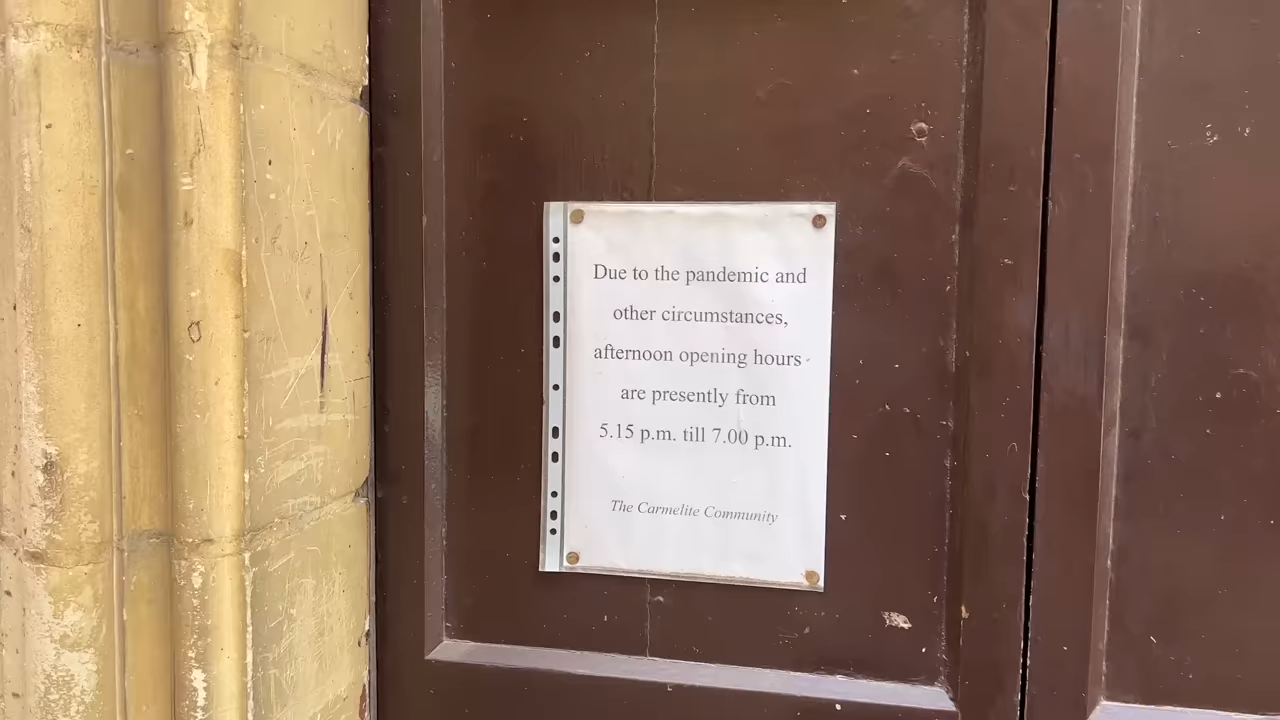 Due to the pandemic and
other circumstances,
afternoon opening hours
are presently from
5.15 p.m. till 7.00 p.m.
The Carmelite Community